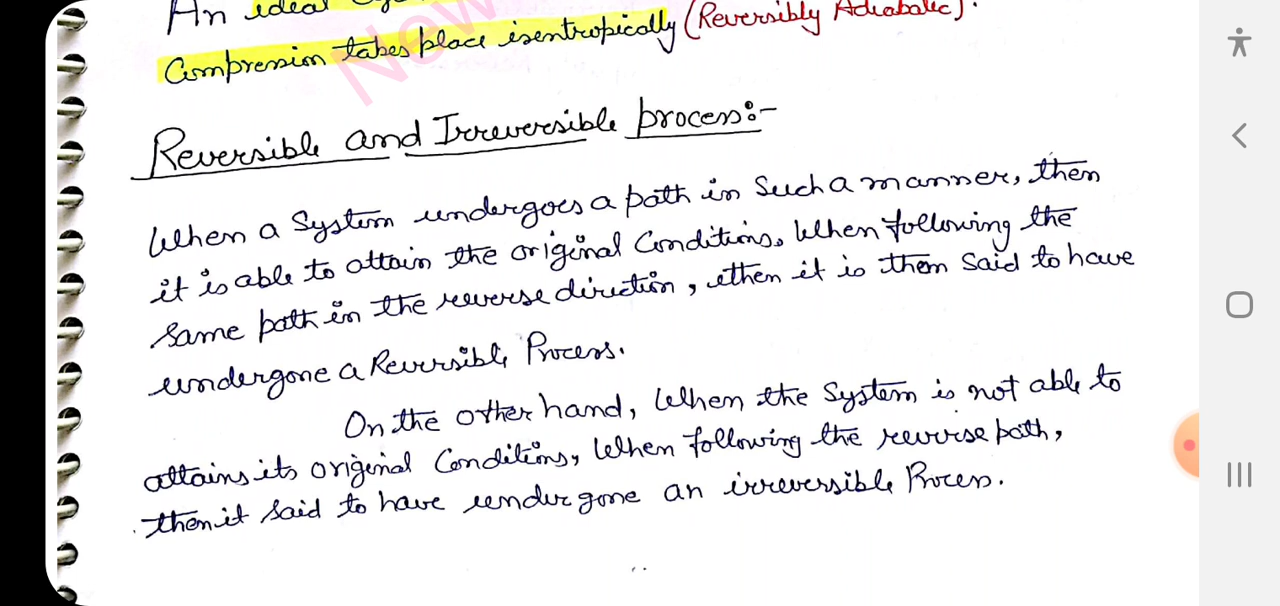 An ideal
Compression takes place isentropically (Reversibly Adiabatic).
New
Reversible and Irreversible process:-
When a System undergoes a path in Such a manner, then
it is able to attain the original Conditions, When following the
same path in the reverse direction, then it is then said to have
undergone a Reversible Process.
On the other hand, When the System is not able to
attains its original Conditions, When following the reverse path,
then it said to have undergone an irreversible Process.